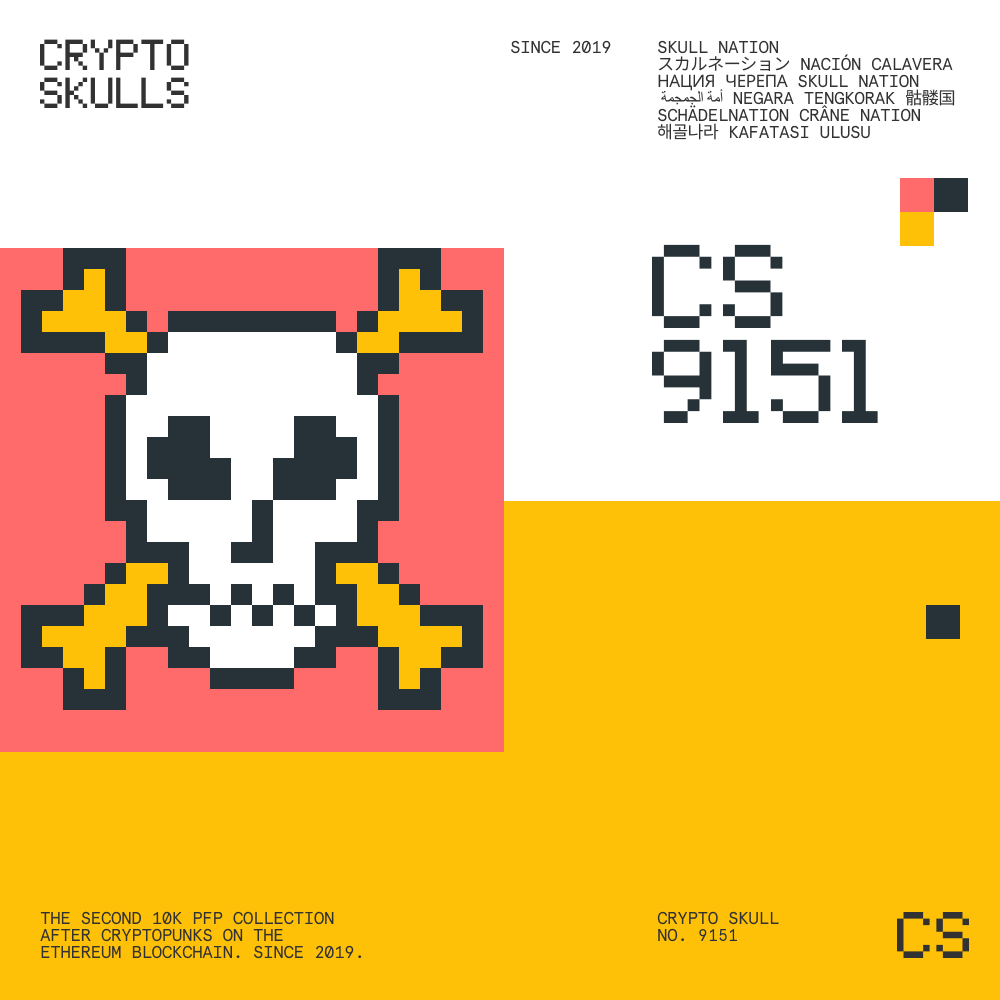 CRYPTO
SKULLS
SINCE 2019
SKULL NATION
スカルネーション NACIÓN CALAVERA
НАЦИЯ ЧЕРЕПА SKULL NATION
أمة الجمجمة NEGARA TENGKORAK 骷髅国
SCHÄDELNATION CRÂNE NATION
해골나라 KAFATASI ULUSU
CS
9151
THE SECOND 10K PFP COLLECTION
AFTER CRYPTOPUNKS ON THE
ETHEREUM BLOCKCHAIN. SINCE 2019.
CRYPTO SKULL
NO. 9151
CS